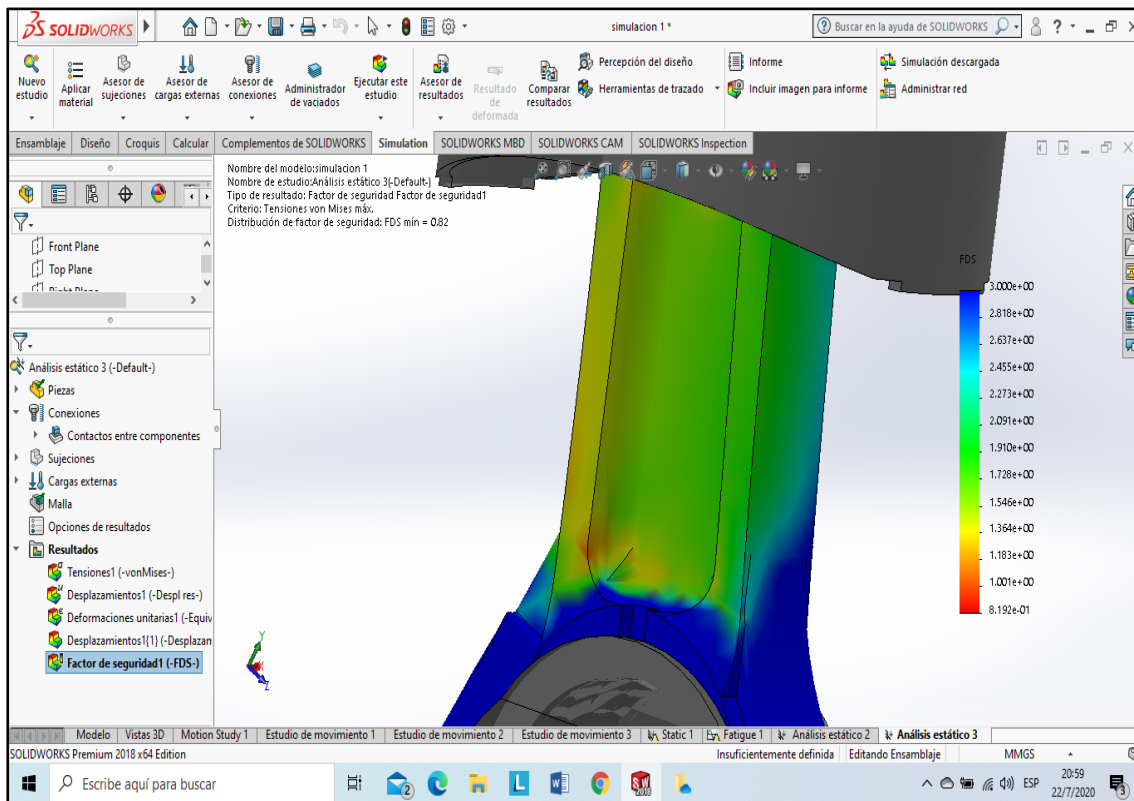 SOLIDWORKS
simulacion 1 *
Buscar en la ayuda de SOLIDWORKS
Nuevo estudio
Aplicar material
Asesor de sujeciones
Asesor de cargas externas
Asesor de conexiones
Administrador de vaciados
Ejecutar este estudio
Asesor de resultados
Resultado de deformada
Comparar resultados
Percepción del diseño
Herramientas de trazado
Informe
Incluir imagen para informe
Simulación descargada
Administrar red
Ensamblaje Diseño Croquis Calcular Complementos de SOLIDWORKS Simulation SOLIDWORKS MBD SOLIDWORKS CAM SOLIDWORKS Inspection
Nombre del modelo:simulacion 1
Nombre de estudio:Análisis estático 3(-Default-)
Tipo de resultado: Factor de seguridad Factor de seguridad1
Criterio: Tensiones von Mises máx.
Distribución de factor de seguridad: FDS mín = 0.82
Front Plane
Top Plane
Right Plane
Análisis estático 3 (-Default-)
Piezas
Conexiones
Contactos entre componentes
Sujeciones
Cargas externas
Malla
Opciones de resultados
Resultados
Tensiones1 (-vonMises-)
Desplazamientos1 (-Despl res-)
Deformaciones unitarias1 (-Equiv
Desplazamientos1{1} (-Desplazan
Factor de seguridad1 (-FDS-)
FDS
3.000e+00
2.818e+00
2.637e+00
2.455e+00
2.273e+00
2.091e+00
1.910e+00
1.728e+00
1.546e+00
1.364e+00
1.183e+00
1.001e+00
8.192e-01
Y
X
Z
Modelo Vistas 3D Motion Study 1 Estudio de movimiento 1 Estudio de movimiento 2 Estudio de movimiento 3 Static 1 Fatigue 1 Análisis estático 2 Análisis estático 3
SOLIDWORKS Premium 2018 x64 Edition Insuficientemente definida Editando Ensamblaje MMGS
Escribe aquí para buscar
2
L
W
SW
ESP
20:59
22/7/2020
3